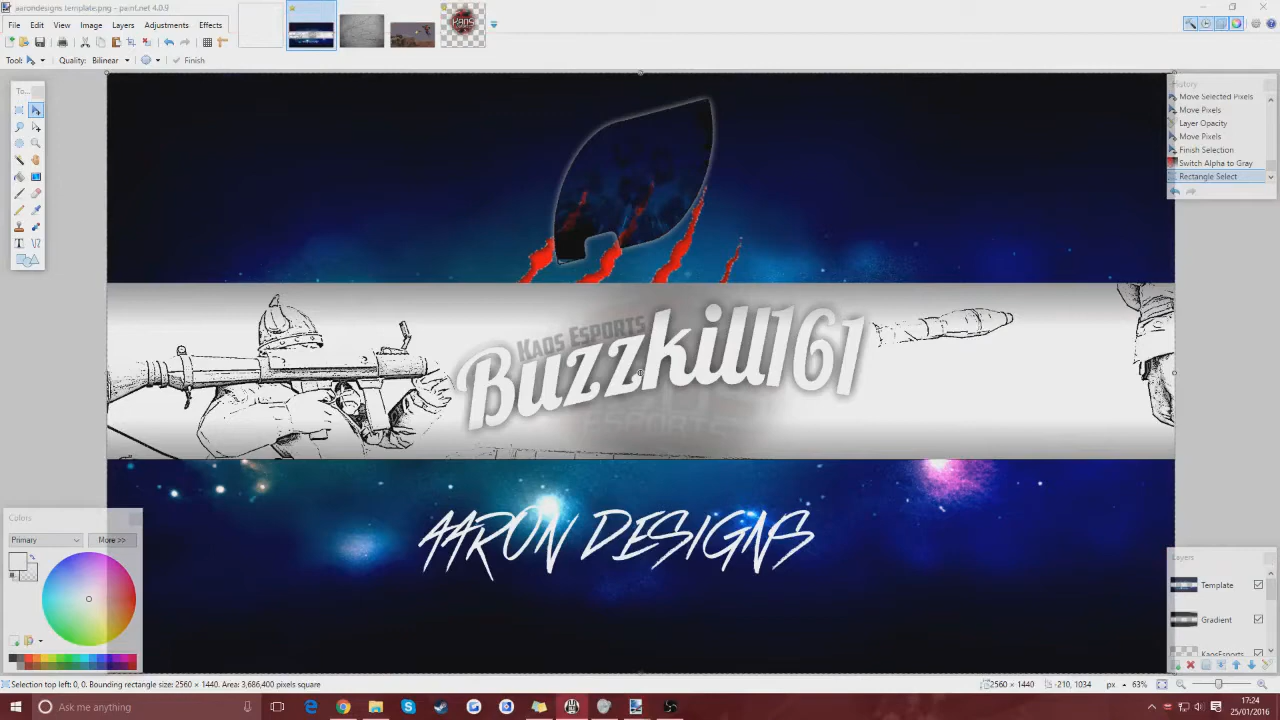 aarondesigns template.png - paint.net 4.0.9
File Edit View Image Layers Adjustments Effects
Tool Quality: Bilinear Finish
To...
History
Move Selected Pixels
Move Pixels
Layer Opacity
Move Pixels
Finish Selection
Switch Alpha to Gray
Rectangle Select
KAOS
KAOS ESPORTS
Buzzkill161
ESPORTS
AARON DESIGNS
Colors
Primary More >>
Layers
Template
Gradient
KaosEsports
Selection top left: 0, 0. Bounding rectangle size: 2560 × 1440. Area: 3,686,400 pixels square
2560 × 1440 -210, 1034 px 63%
Ask me anything
17:24
25/01/2016